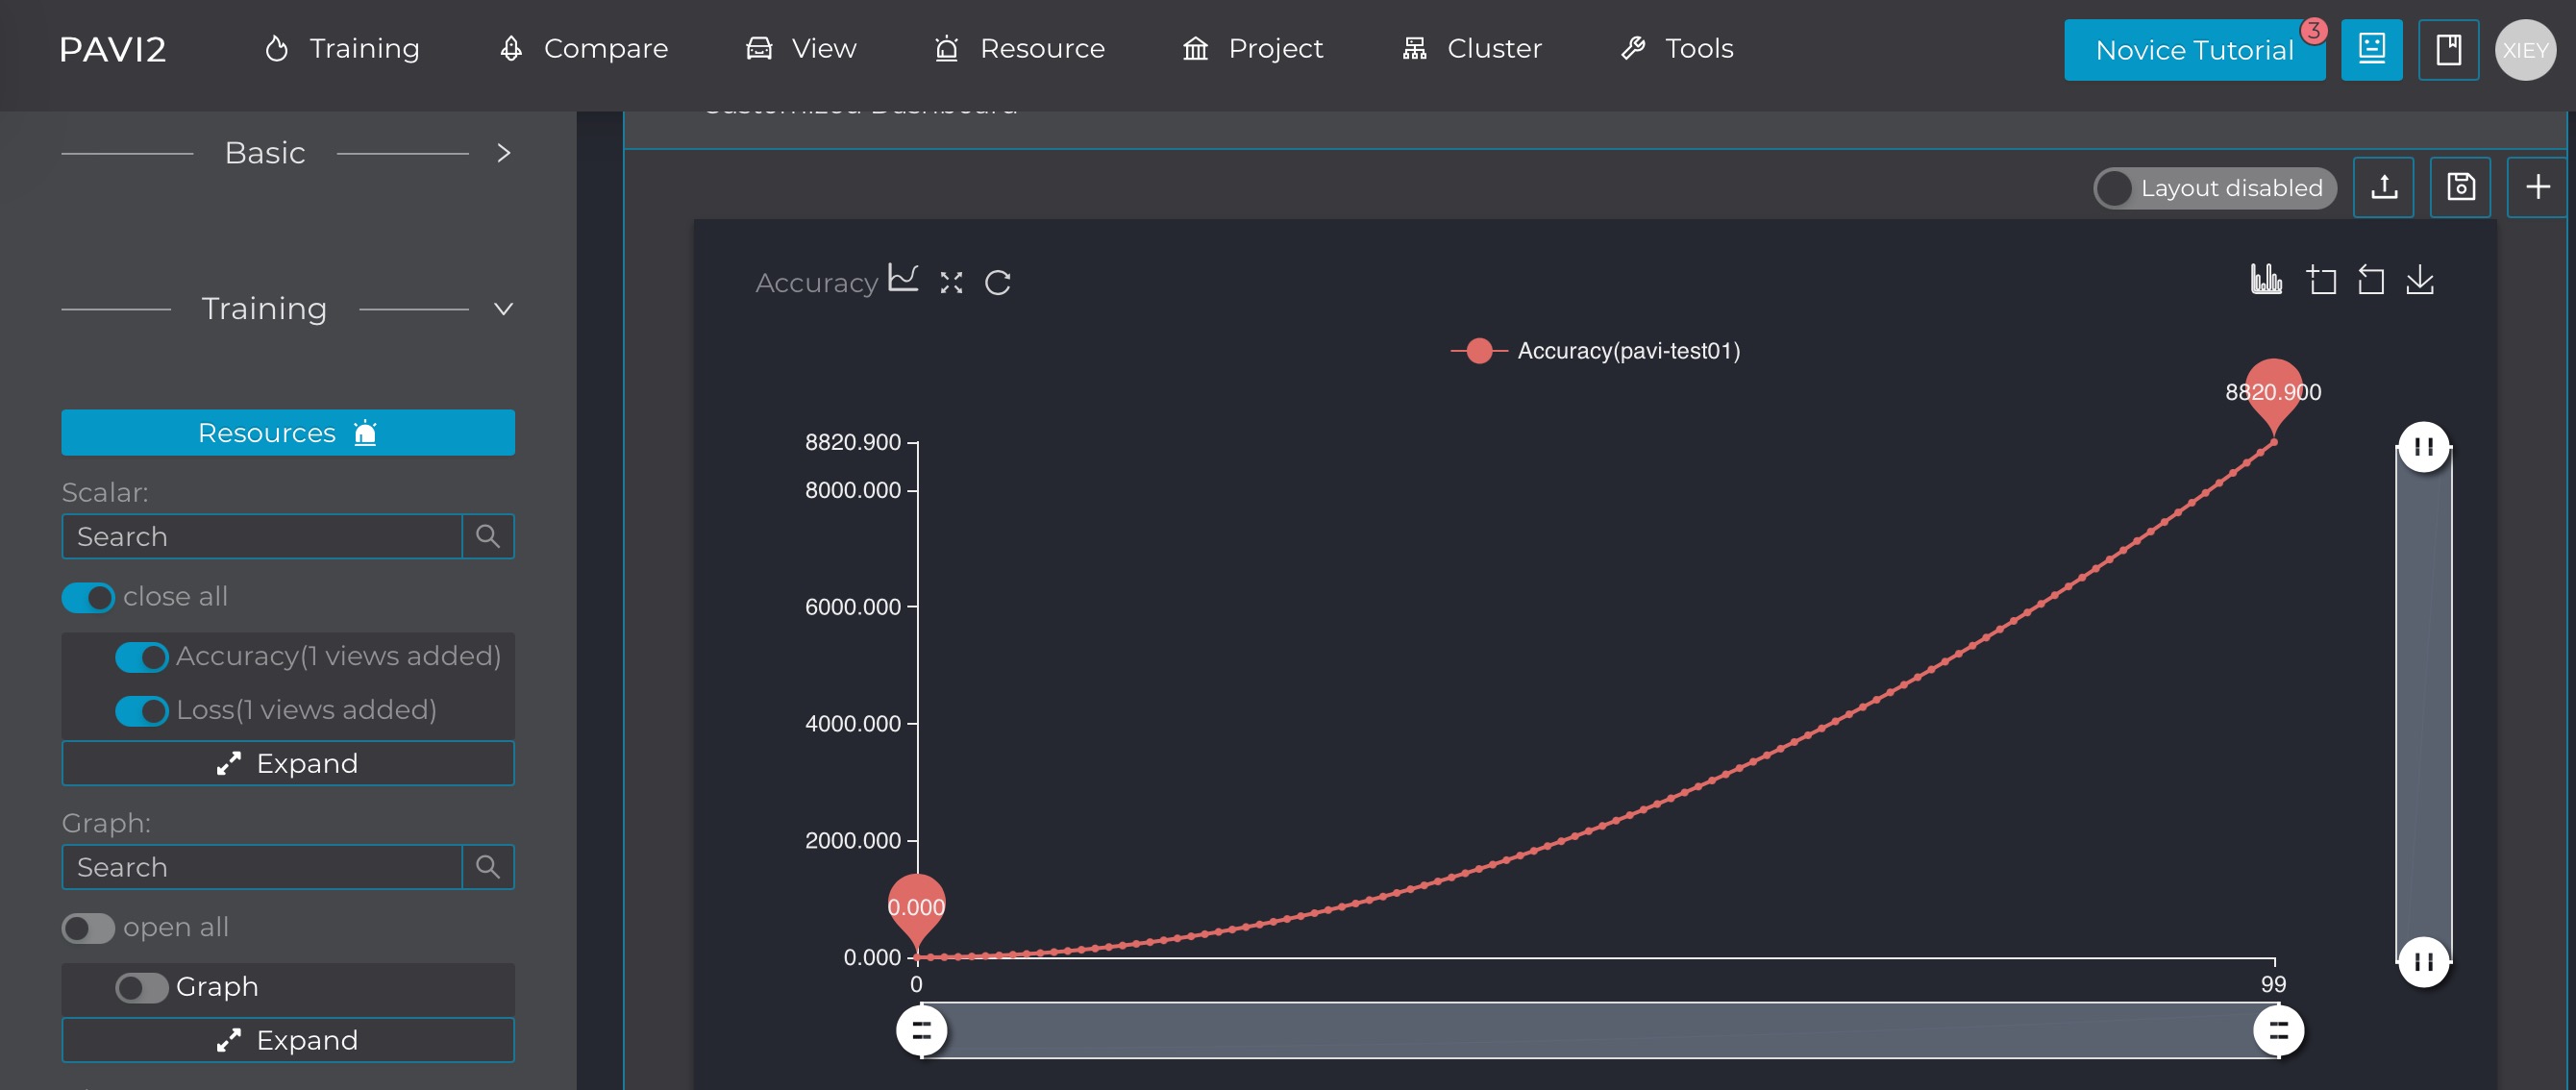 PAVI2 Training Compare View Resource Project Cluster Tools Novice Tutorial 3 XIEY
Customized Dashboard
Basic
Layout disabled
Training
Resources
Scalar:
Search
close all
Accuracy(1 views added)
Loss(1 views added)
Expand
Graph:
Search
open all
Graph
Expand
Accuracy
Accuracy(pavi-test01)
8820.900
8820.900
8000.000
6000.000
4000.000
2000.000
0.000
0.000
0 99